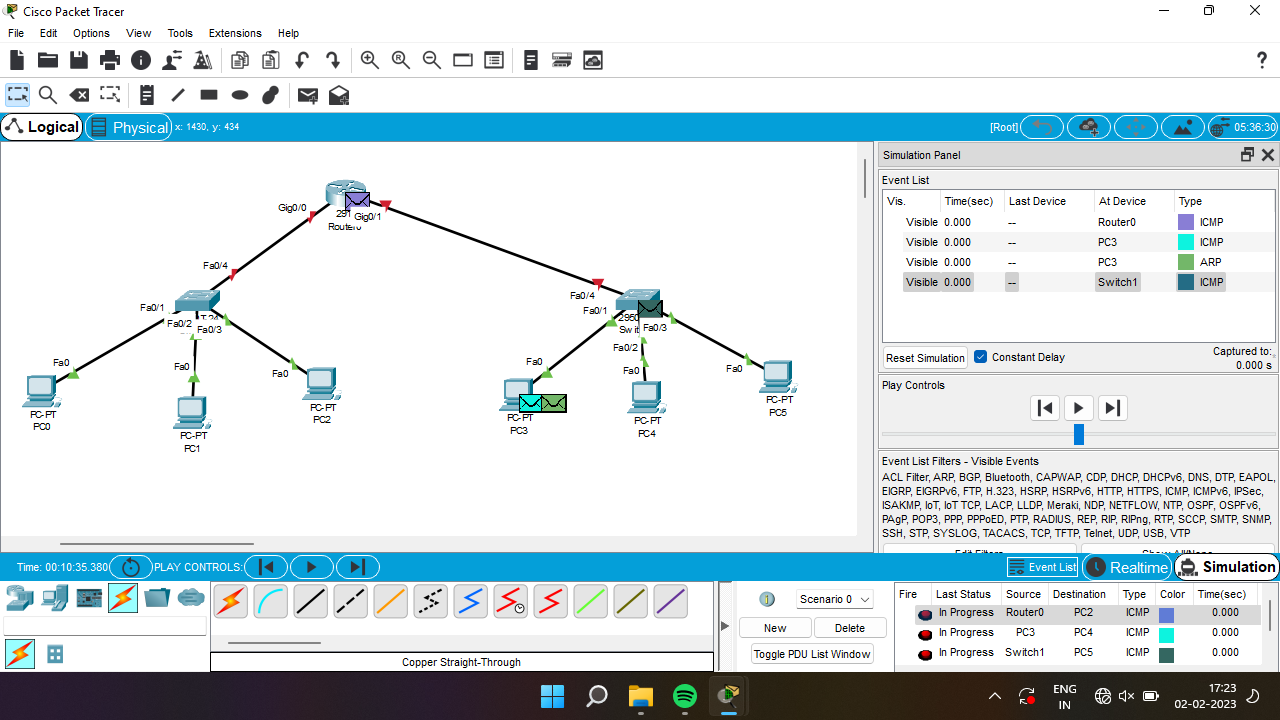 Cisco Packet Tracer
File Edit Options View Tools Extensions Help
Logical Physical x: 1430, y: 434 [Root] 05:36:30
Gig0/0
Gig0/1
Fa0/4
Fa0/1
Fa0/2
Fa0/3
Fa0
Fa0
Fa0
PC-PT
PC0
PC-PT
PC1
PC-PT
PC2
Fa0/4
Fa0/1
2950
Fa0/3
Fa0/2
Fa0
Fa0
Fa0
PC-PT
PC3
PC-PT
PC4
PC-PT
PC5
Simulation Panel
Event List
Vis. Time(sec) Last Device At Device Type
Visible 0.000 -- Router0 ICMP
Visible 0.000 -- PC3 ICMP
Visible 0.000 -- PC3 ARP
Visible 0.000 -- Switch1 ICMP
Reset Simulation Constant Delay Captured to:
0.000 s
Play Controls
Event List Filters - Visible Events
ACL Filter, ARP, BGP, Bluetooth, CAPWAP, CDP, DHCP, DHCPv6, DNS, DTP, EAPOL,
EIGRP, EIGRPv6, FTP, H.323, HSRP, HSRPv6, HTTP, HTTPS, ICMP, ICMPv6, IPSec,
ISAKMP, IoT, IoT TCP, LACP, LLDP, Meraki, NDP, NETFLOW, NTP, OSPF, OSPFv6,
PAgP, POP3, PPP, PPPoED, PTP, RADIUS, REP, RIP, RIPng, RTP, SCCP, SMTP, SNMP,
SSH, STP, SYSLOG, TACACS, TCP, TFTP, Telnet, UDP, USB, VTP
Time: 00:10:35.380 PLAY CONTROLS: Event List Realtime Simulation
Scenario 0
New Delete
Toggle PDU List Window
Fire Last Status Source Destination Type Color Time(sec)
In Progress Router0 PC2 ICMP 0.000
In Progress PC3 PC4 ICMP 0.000
In Progress Switch1 PC5 ICMP 0.000
Copper Straight-Through
ENG
IN
17:23
02-02-2023